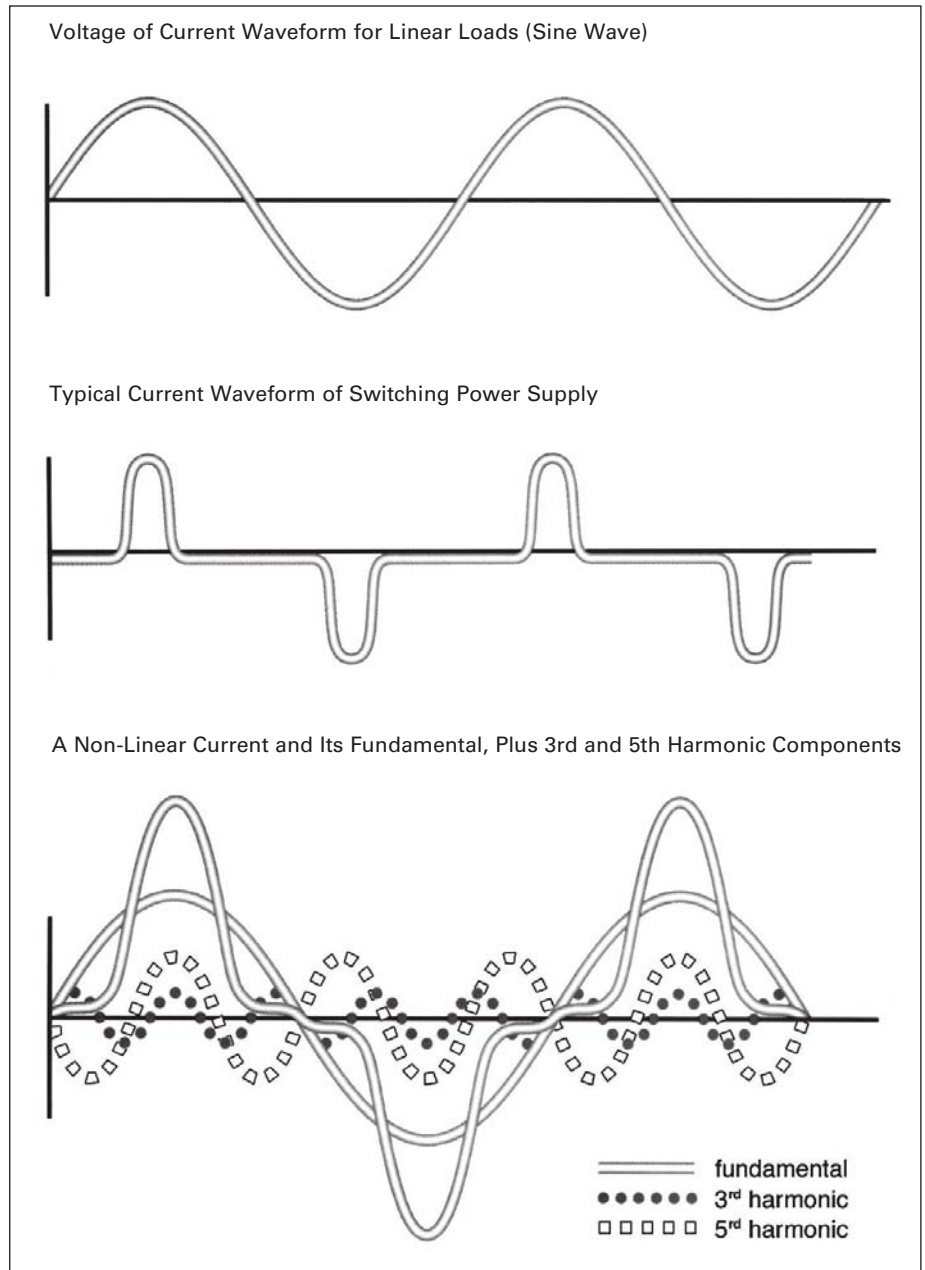 Voltage of Current Waveform for Linear Loads (Sine Wave)
Typical Current Waveform of Switching Power Supply
A Non-Linear Current and Its Fundamental, Plus 3rd and 5th Harmonic Components
fundamental
3rd harmonic
5rd harmonic